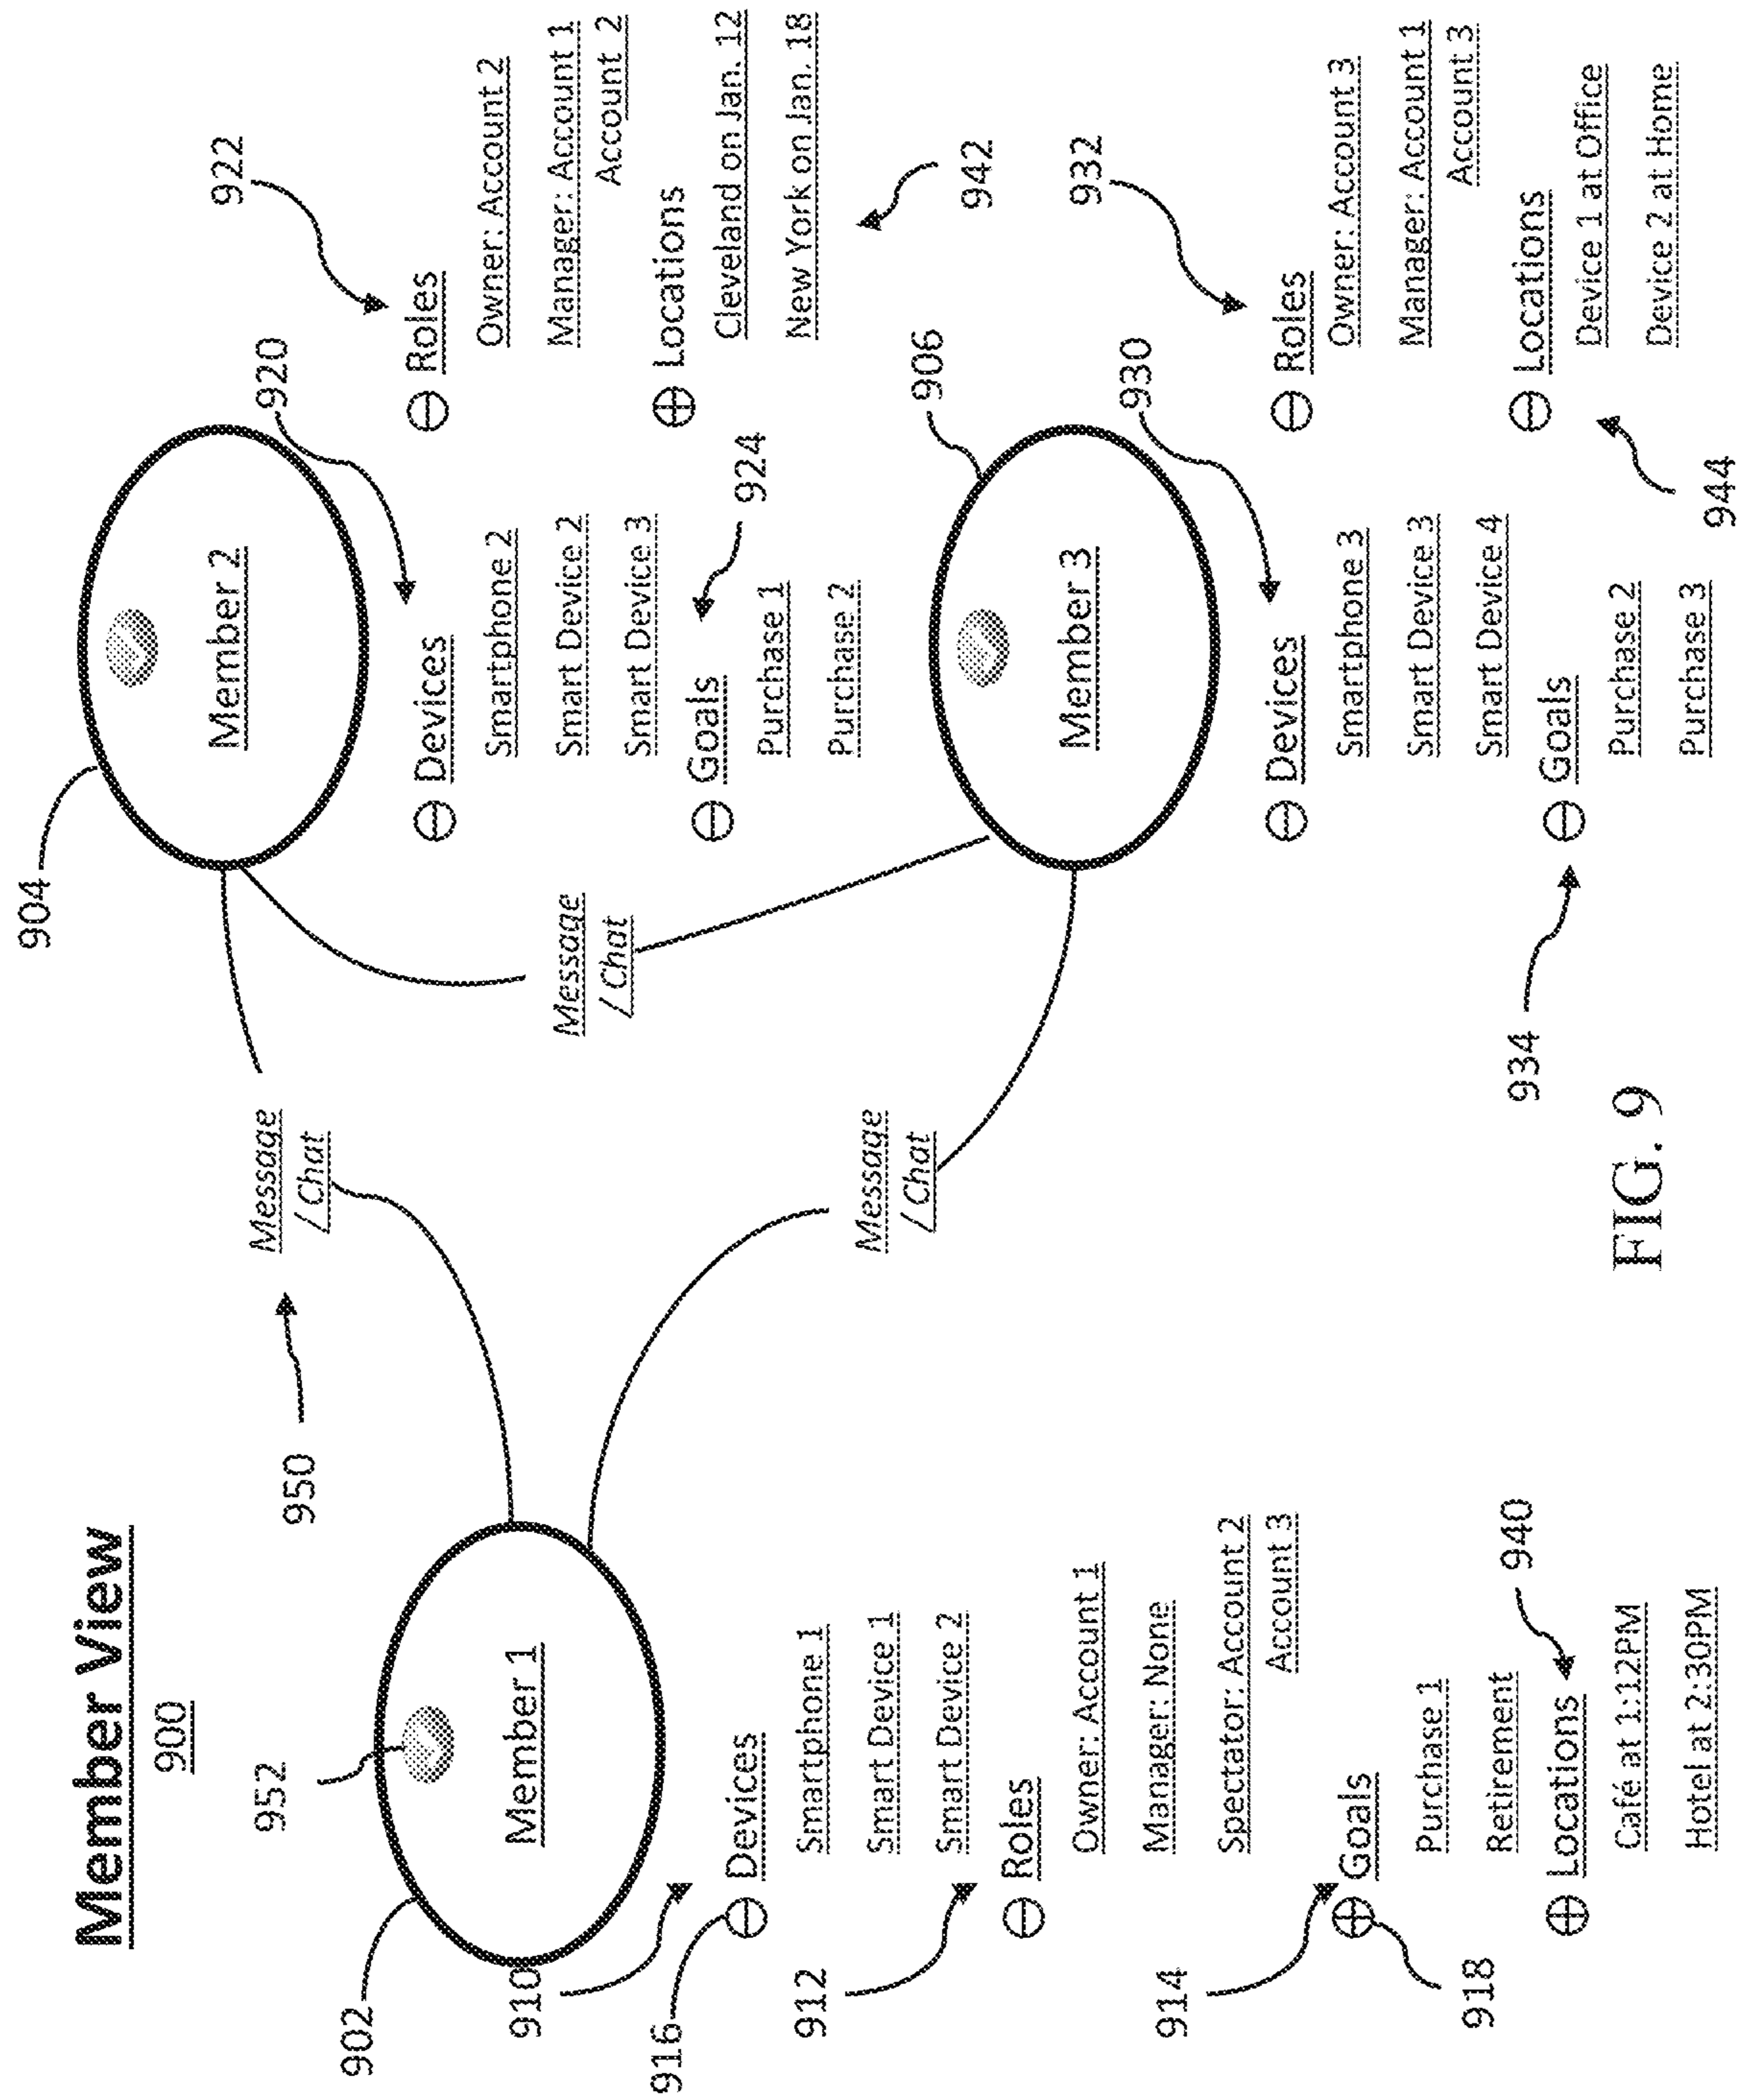 Member View
900
952
902
Member 1
910
916
Devices
Smartphone 1
Smart Device 1
Smart Device 2
912
Roles
Owner: Account 1
Manager: None
Spectator: Account 2
Account 3
914
918
Goals
Purchase 1
Retirement
940
Locations
Café at 1:12PM
Hotel at 2:30PM
950
Message
/ Chat
Message
/ Chat
Message
/ Chat
904
Member 2
920
Devices
Smartphone 2
Smart Device 2
Smart Device 3
924
Goals
Purchase 1
Purchase 2
922
Roles
Owner: Account 2
Manager: Account 1
Account 2
Locations
Cleveland on Jan. 12
New York on Jan. 18
942
906
Member 3
930
Devices
Smartphone 3
Smart Device 3
Smart Device 4
934
Goals
Purchase 2
Purchase 3
932
Roles
Owner: Account 3
Manager: Account 1
Account 3
Locations
Device 1 at Office
Device 2 at Home
944
FIG. 9